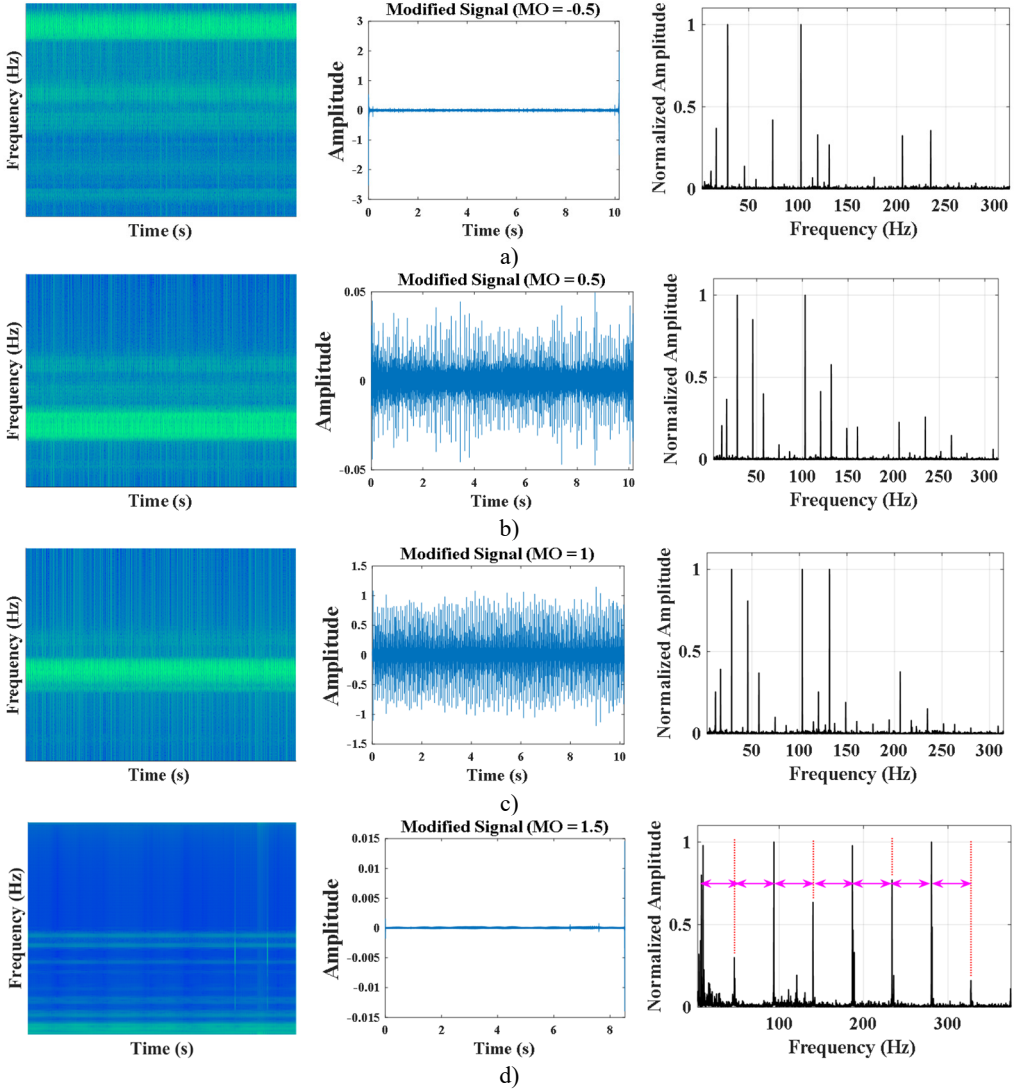 Frequency (Hz)
Time (s)
Modified Signal (MO = -0.5)
3
2
1
0
-1
-2
-3
Amplitude
0 2 4 6 8 10
Time (s)
1
0.5
0
Normalized Amplitude
50 100 150 200 250 300
Frequency (Hz)
a)
Frequency (Hz)
Time (s)
Modified Signal (MO = 0.5)
0.05
0
-0.05
Amplitude
0 2 4 6 8 10
Time (s)
1
0.5
0
Normalized Amplitude
50 100 150 200 250 300
Frequency (Hz)
b)
Frequency (Hz)
Time (s)
Modified Signal (MO = 1)
1.5
1
0.5
0
-0.5
-1
-1.5
Amplitude
0 2 4 6 8 10
Time (s)
1
0.5
0
Normalized Amplitude
50 100 150 200 250 300
Frequency (Hz)
c)
Frequency (Hz)
Time (s)
Modified Signal (MO = 1.5)
0.015
0.01
0.005
0
-0.005
-0.01
-0.015
Amplitude
0 2 4 6 8
Time (s)
1
0.5
0
Normalized Amplitude
100 200 300
Frequency (Hz)
d)